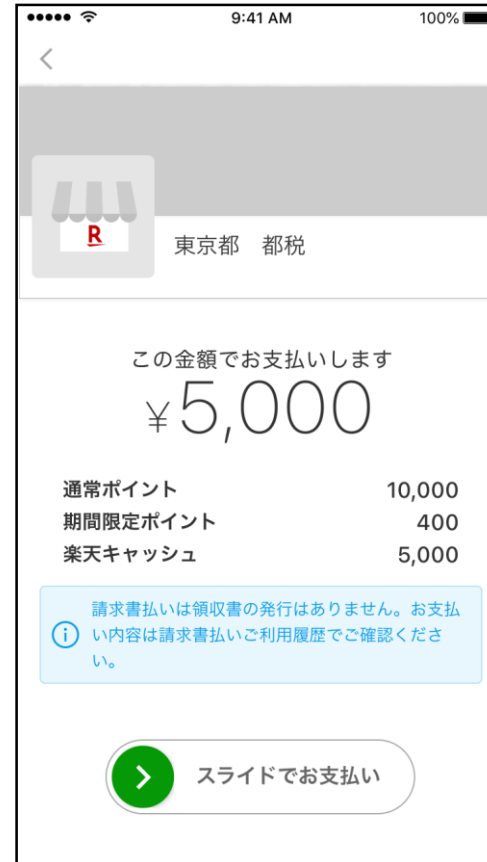 9:41 AM 100%
R
東京都　都税
この金額でお支払いします
¥5,000
通常ポイント 10,000
期間限定ポイント 400
楽天キャッシュ 5,000
請求書払いは領収書の発行はありません。お支払
い内容は請求書払いご利用履歴でご確認くださ
い。
スライドでお支払い